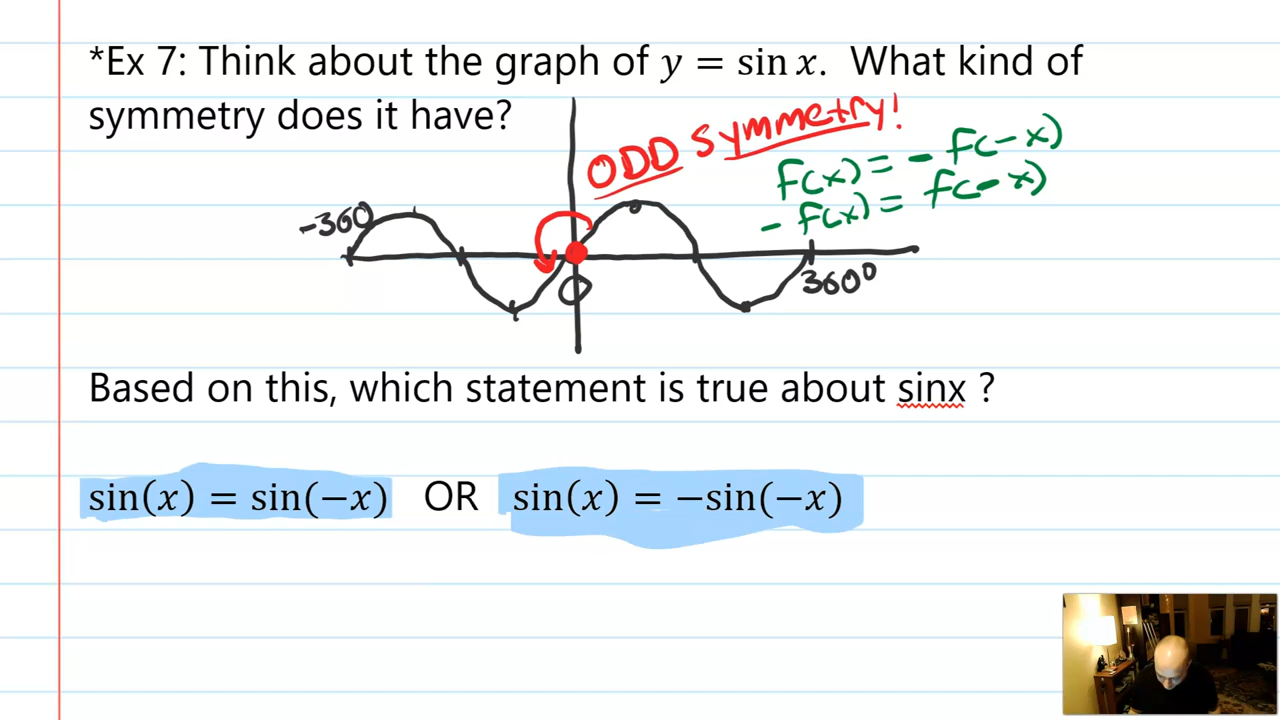 *Ex 7: Think about the graph of y = sin x. What kind of
symmetry does it have?
ODD symmetry!
f(x) = - f(-x)
- f(x) = f(-x)
-360
0
360°
Based on this, which statement is true about sinx ?
sin(x) = sin(−x) OR sin(x) = −sin(−x)